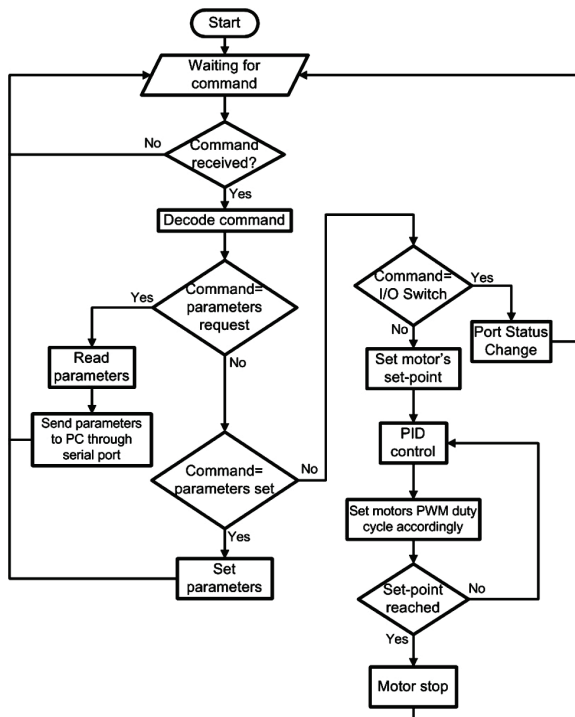 Start
Waiting for
command
Command
received?
No
Yes
Decode command
Command=
parameters
request
Yes
No
Read
parameters
Send parameters
to PC through
serial port
Command=
parameters set
No
Yes
Set
parameters
Command=
I/O Switch
Yes
No
Port Status
Change
Set motor's
set-point
PID
control
Set motors PWM duty
cycle accordingly
Set-point
reached
No
Yes
Motor stop